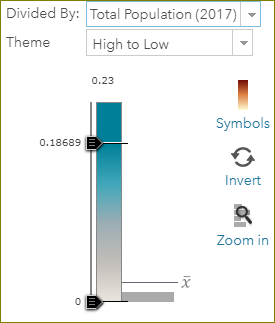 Divided By: Total Population (2017)
Theme High to Low
0.23
Symbols
0.18689
Invert
Zoom in
x̄
0